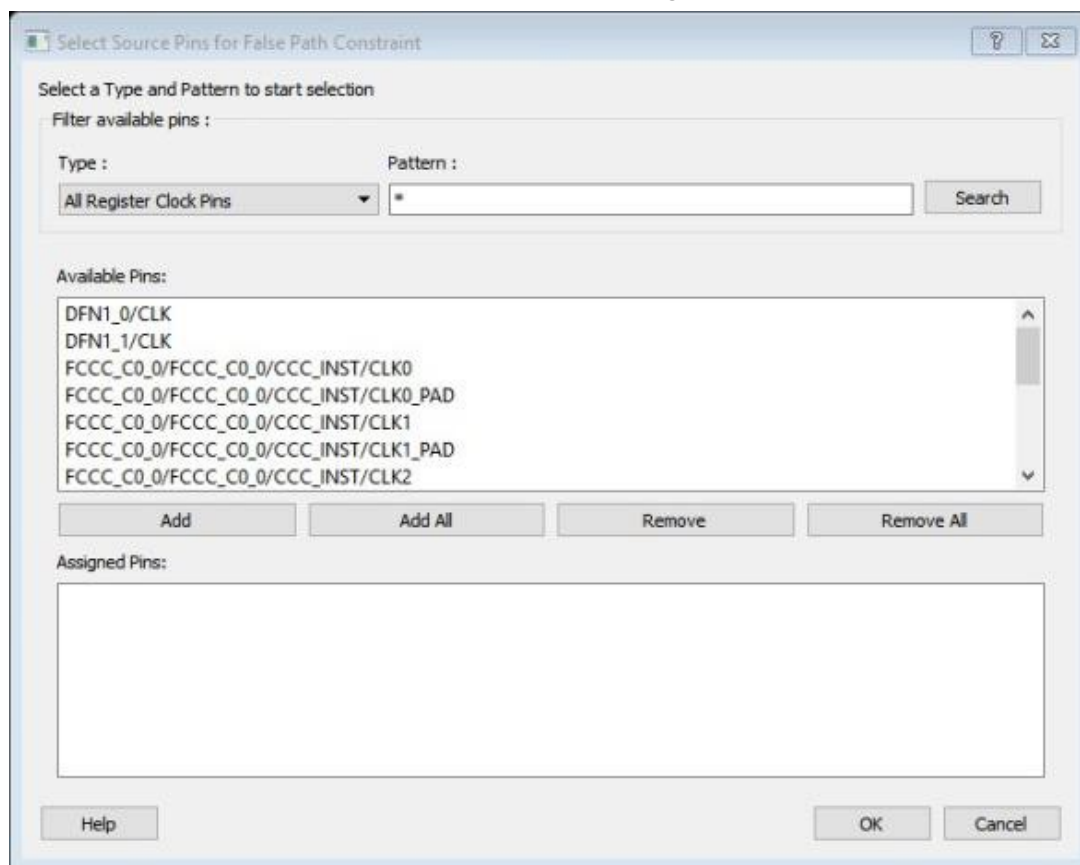 Select Source Pins for False Path Constraint
Select a Type and Pattern to start selection
Filter available pins :
Type : Pattern :
All Register Clock Pins * Search
Available Pins:
DFN1_0/CLK
DFN1_1/CLK
FCCC_C0_0/FCCC_C0_0/CCC_INST/CLK0
FCCC_C0_0/FCCC_C0_0/CCC_INST/CLK0_PAD
FCCC_C0_0/FCCC_C0_0/CCC_INST/CLK1
FCCC_C0_0/FCCC_C0_0/CCC_INST/CLK1_PAD
FCCC_C0_0/FCCC_C0_0/CCC_INST/CLK2
Add Add All Remove Remove All
Assigned Pins:
Help OK Cancel